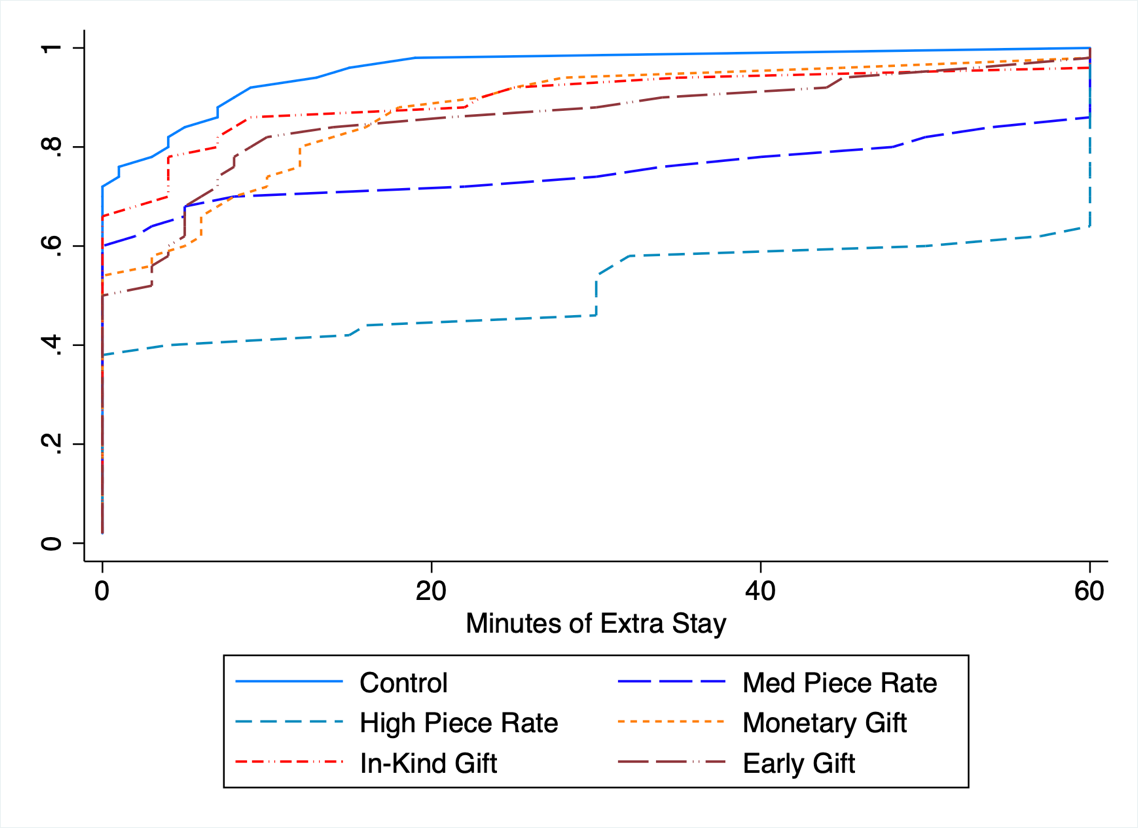 1
.8
.6
.4
.2
0
0 20 40 60
Minutes of Extra Stay
Control Med Piece Rate
High Piece Rate Monetary Gift
In-Kind Gift Early Gift